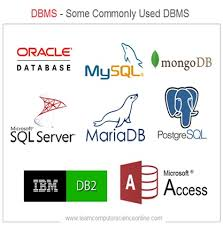 DBMS - Some Commonly Used DBMS
ORACLE
DATABASE
MySQL
mongoDB
Microsoft
SQL Server
MariaDB
PostgreSQL
IBM
DB2
A
Microsoft
Access
www.learncomputerscienceonline.com